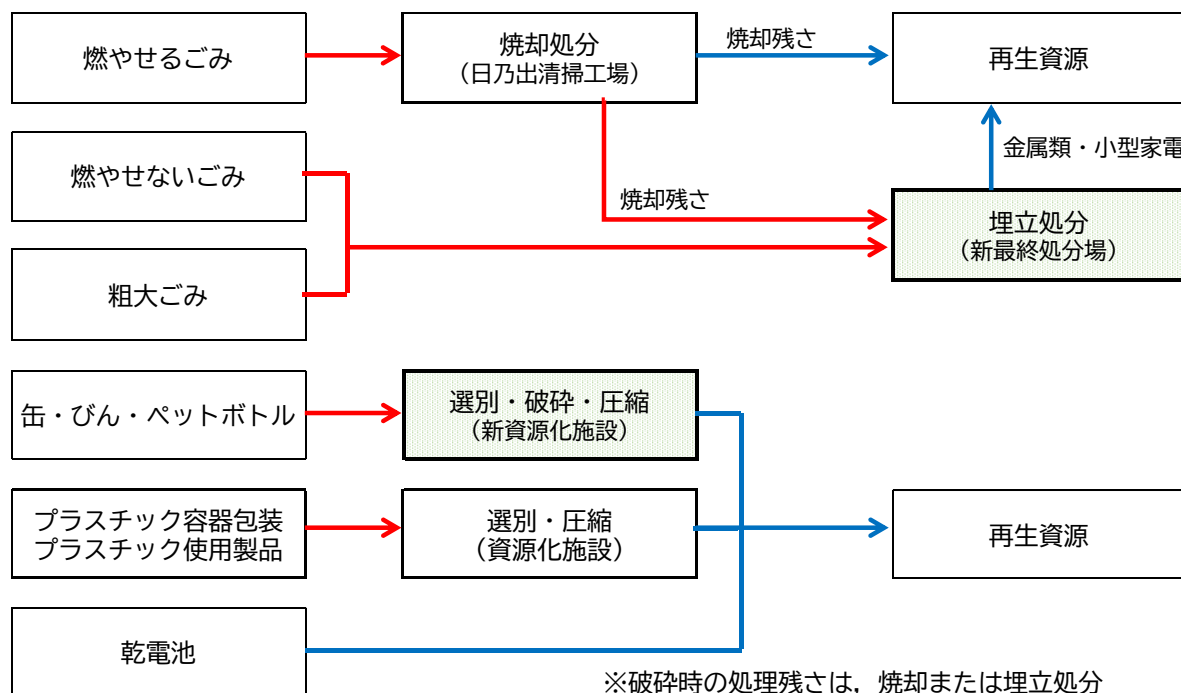 燃やせるごみ
焼却処分
（日乃出清掃工場）
焼却残さ
再生資源
燃やせないごみ
金属類・小型家電
焼却残さ
埋立処分
（新最終処分場）
粗大ごみ
缶・びん・ペットボトル
選別・破砕・圧縮
（新資源化施設）
プラスチック容器包装
プラスチック使用製品
選別・圧縮
（資源化施設）
再生資源
乾電池
※破砕時の処理残さは，焼却または埋立処分